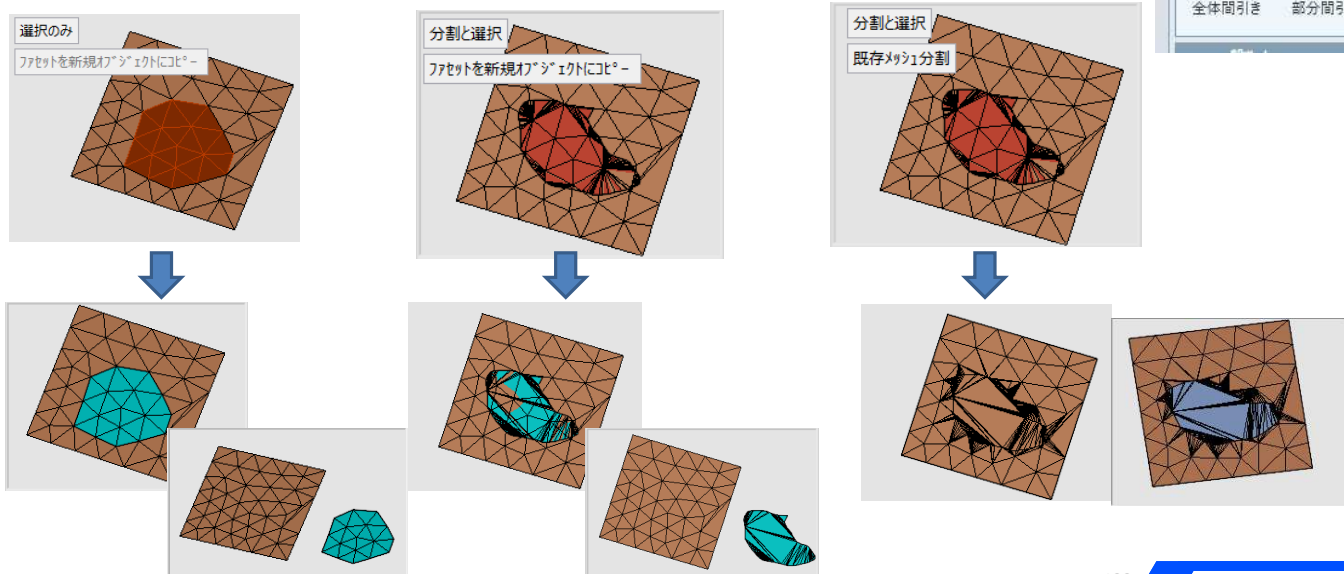 選択のみ
ファセットを新規オブジェクトにコピー
分割と選択
ファセットを新規オブジェクトにコピー
分割と選択
既存メッシュ分割
全体間引き 部分間引